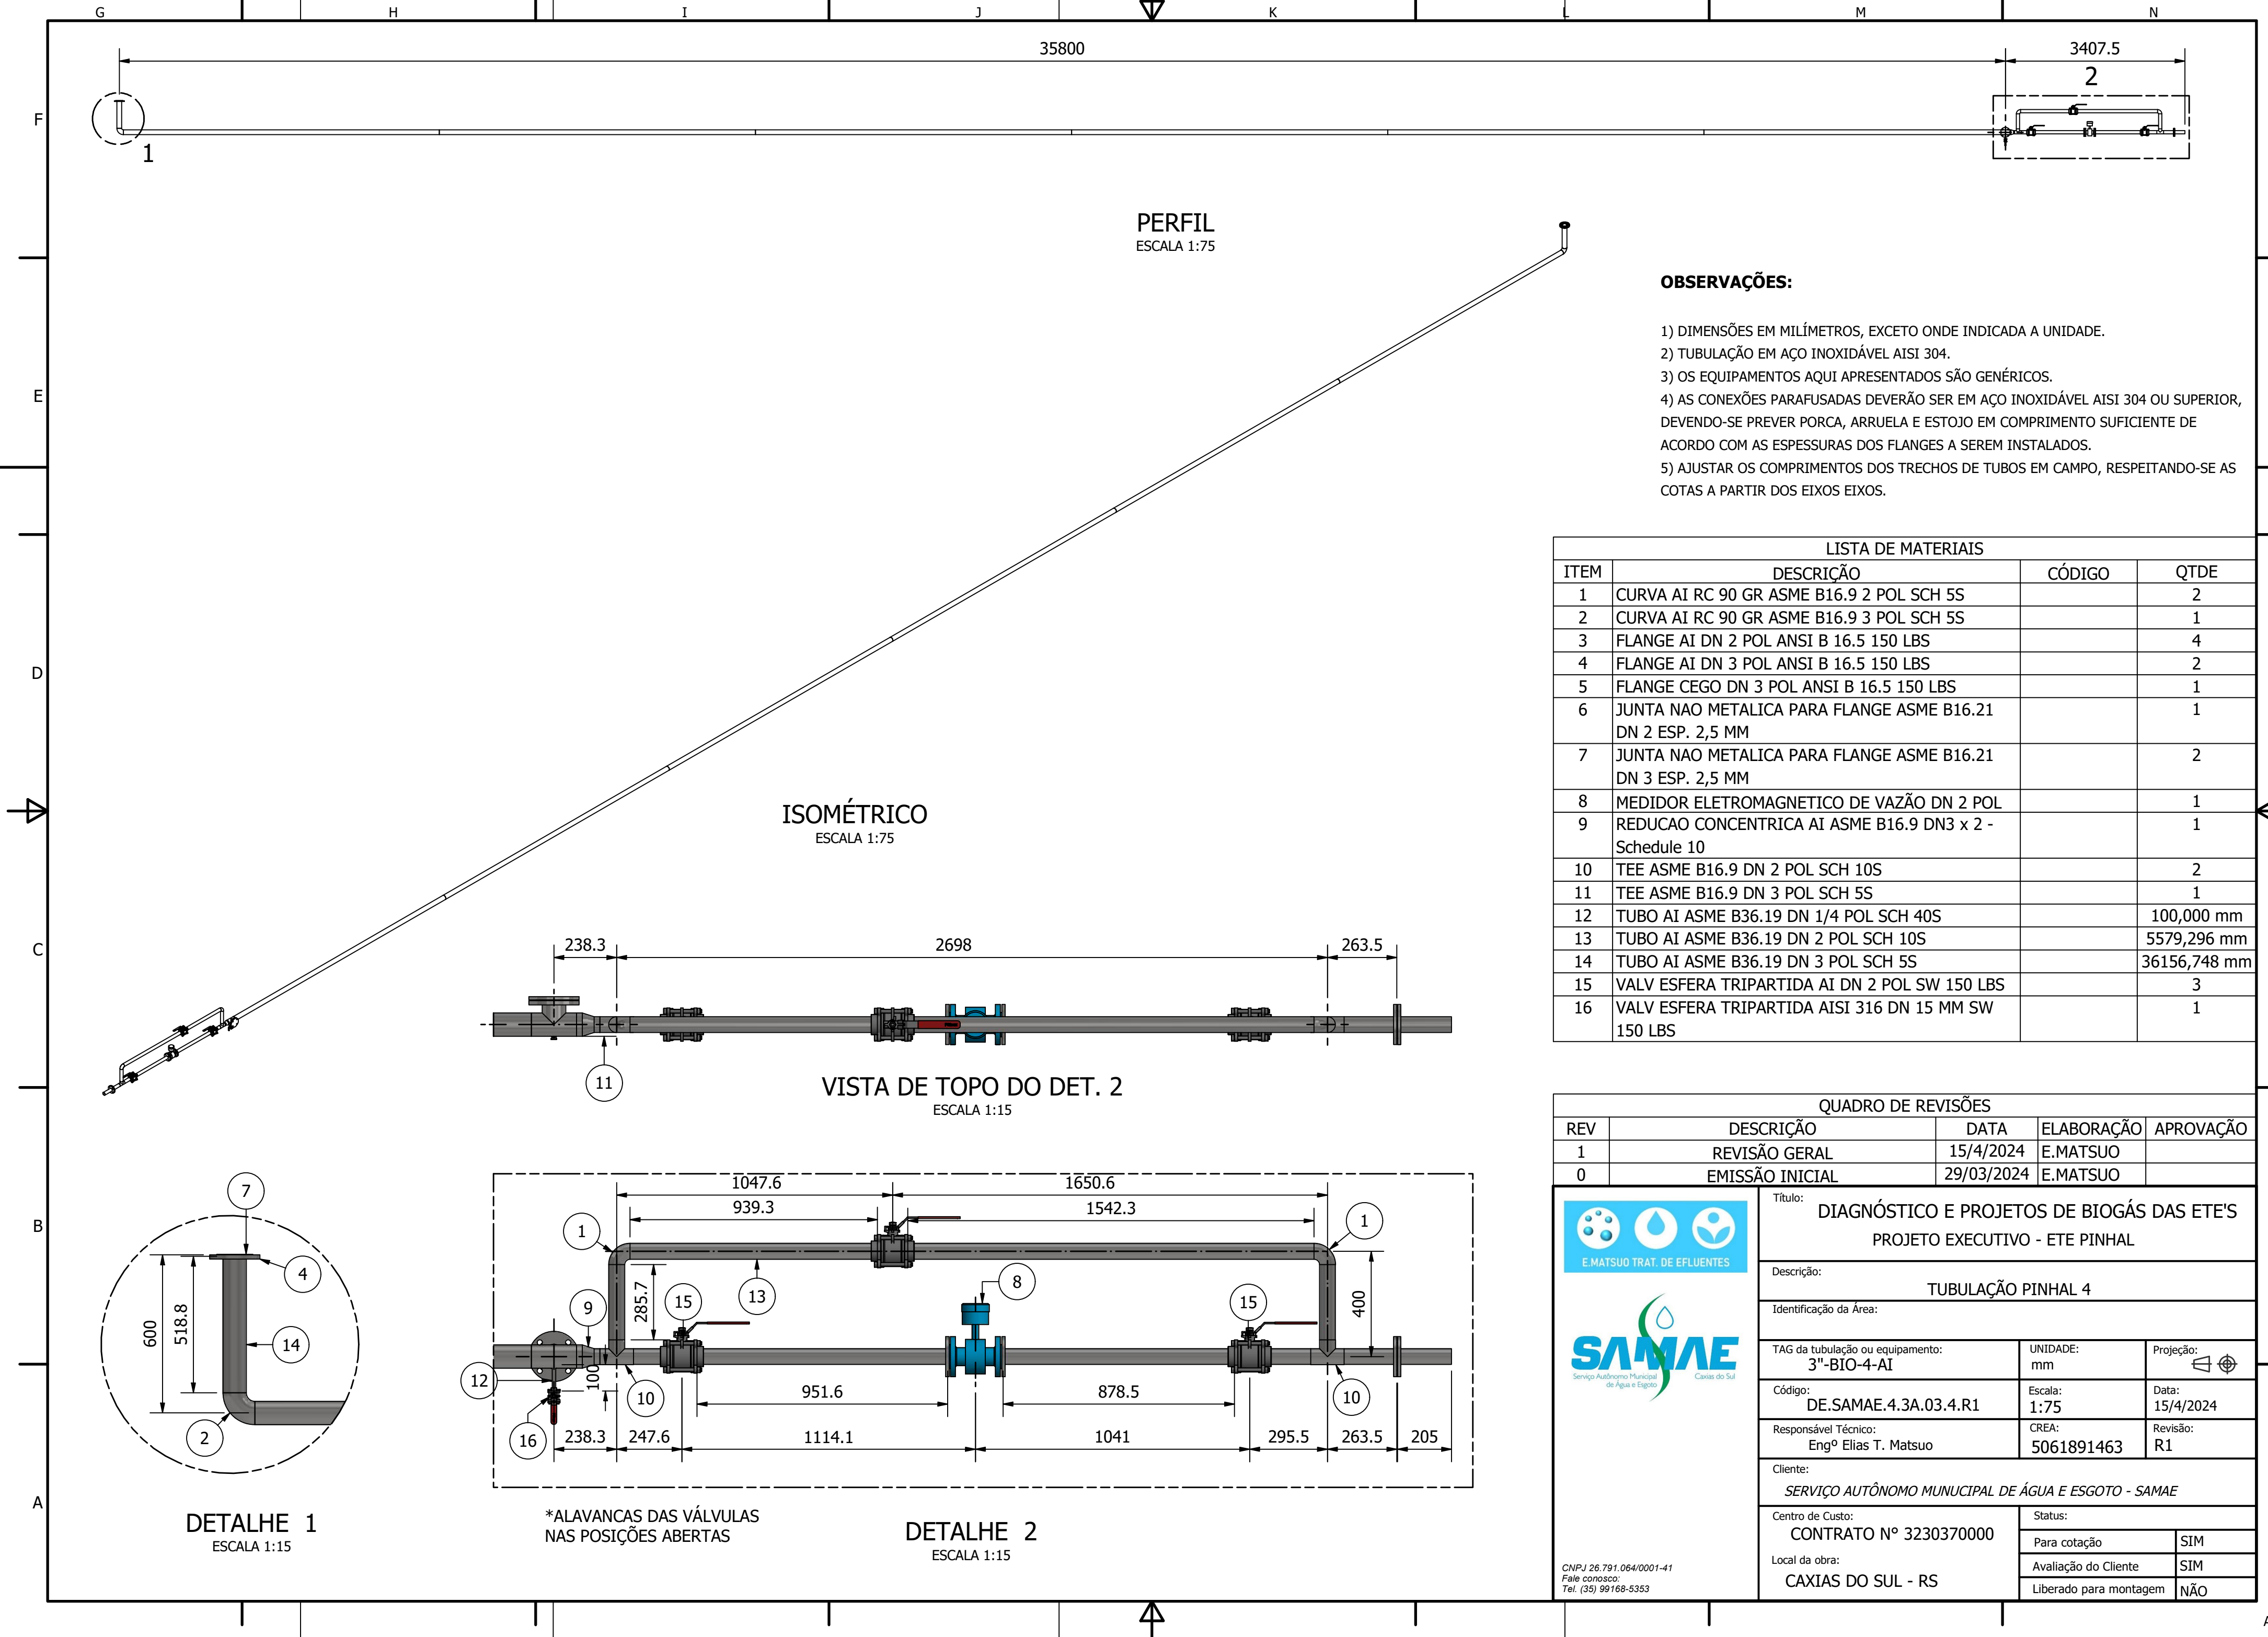 G H I J K L M N
35800
3407.5
2
F
1
PERFIL
ESCALA 1:75
OBSERVAÇÕES:
1) DIMENSÕES EM MILÍMETROS, EXCETO ONDE INDICADA A UNIDADE.
2) TUBULAÇÃO EM AÇO INOXIDÁVEL AISI 304.
3) OS EQUIPAMENTOS AQUI APRESENTADOS SÃO GENÉRICOS.
4) AS CONEXÕES PARAFUSADAS DEVERÃO SER EM AÇO INOXIDÁVEL AISI 304 OU SUPERIOR,
DEVENDO-SE PREVER PORCA, ARRUELA E ESTOJO EM COMPRIMENTO SUFICIENTE DE
ACORDO COM AS ESPESSURAS DOS FLANGES A SEREM INSTALADOS.
5) AJUSTAR OS COMPRIMENTOS DOS TRECHOS DE TUBOS EM CAMPO, RESPEITANDO-SE AS
COTAS A PARTIR DOS EIXOS EIXOS.
E
D
C
B
A
ISOMÉTRICO
ESCALA 1:75
LISTA DE MATERIAIS
ITEM DESCRIÇÃO CÓDIGO QTDE
1 CURVA AI RC 90 GR ASME B16.9 2 POL SCH 5S 2
2 CURVA AI RC 90 GR ASME B16.9 3 POL SCH 5S 1
3 FLANGE AI DN 2 POL ANSI B 16.5 150 LBS 4
4 FLANGE AI DN 3 POL ANSI B 16.5 150 LBS 2
5 FLANGE CEGO DN 3 POL ANSI B 16.5 150 LBS 1
6 JUNTA NAO METALICA PARA FLANGE ASME B16.21 1
DN 2 ESP. 2,5 MM
7 JUNTA NAO METALICA PARA FLANGE ASME B16.21 2
DN 3 ESP. 2,5 MM
8 MEDIDOR ELETROMAGNETICO DE VAZÃO DN 2 POL 1
9 REDUCAO CONCENTRICA AI ASME B16.9 DN3 x 2 - 1
Schedule 10
10 TEE ASME B16.9 DN 2 POL SCH 10S 2
11 TEE ASME B16.9 DN 3 POL SCH 5S 1
12 TUBO AI ASME B36.19 DN 1/4 POL SCH 40S 100,000 mm
13 TUBO AI ASME B36.19 DN 2 POL SCH 10S 5579,296 mm
14 TUBO AI ASME B36.19 DN 3 POL SCH 5S 36156,748 mm
15 VALV ESFERA TRIPARTIDA AI DN 2 POL SW 150 LBS 3
16 VALV ESFERA TRIPARTIDA AISI 316 DN 15 MM SW 1
150 LBS
238.3 2698 263.5
11
VISTA DE TOPO DO DET. 2
ESCALA 1:15
QUADRO DE REVISÕES
REV DESCRIÇÃO DATA ELABORAÇÃO APROVAÇÃO
1 REVISÃO GERAL 15/4/2024 E.MATSUO
0 EMISSÃO INICIAL 29/03/2024 E.MATSUO
7
4
600
518.8
14
2
DETALHE 1
ESCALA 1:15
1047.6 1650.6
939.3 1542.3
1 1
13
8
9
285.7
15
15
400
12
100
10
10
951.6 878.5
16
238.3 247.6 1114.1 1041 295.5 263.5 205
*ALAVANCAS DAS VÁLVULAS
NAS POSIÇÕES ABERTAS
DETALHE 2
ESCALA 1:15
E.MATSUO TRAT. DE EFLUENTES
SAMAE
Serviço Autônomo Municipal
de Água e Esgoto
Caxias do Sul
CNPJ 26.791.064/0001-41
Fale conosco:
Tel. (35) 99168-5353
Título:
DIAGNÓSTICO E PROJETOS DE BIOGÁS DAS ETE'S
PROJETO EXECUTIVO - ETE PINHAL
Descrição:
TUBULAÇÃO PINHAL 4
Identificação da Área:
TAG da tubulação ou equipamento:
3"-BIO-4-AI
UNIDADE:
mm
Projeção:
Código:
DE.SAMAE.4.3A.03.4.R1
Escala:
1:75
Data:
15/4/2024
Responsável Técnico:
Engº Elias T. Matsuo
CREA:
5061891463
Revisão:
R1
Cliente:
SERVIÇO AUTÔNOMO MUNUCIPAL DE ÁGUA E ESGOTO - SAMAE
Centro de Custo:
CONTRATO N° 3230370000
Local da obra:
CAXIAS DO SUL - RS
Status:
Para cotação SIM
Avaliação do Cliente SIM
Liberado para montagem NÃO